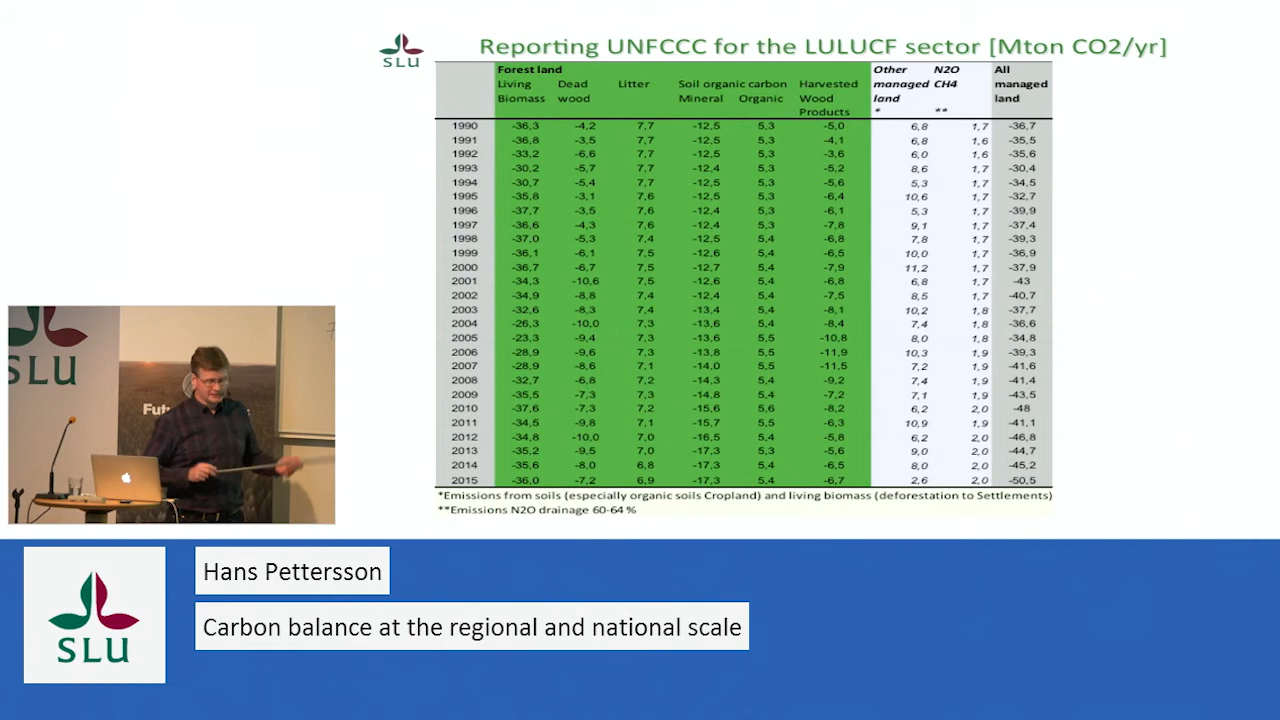 SLU
Reporting UNFCCC for the LULUCF sector [Mton CO2/yr]
Forest land Other N2O All
Living Dead Litter Soil organic carbon Harvested managed CH4 managed
Biomass wood Mineral Organic Wood land land
Products * **
1990 -36,3 -4,2 7,7 -12,5 5,3 -5,0 6,8 1,7 -36,7
1991 -36,8 -3,5 7,7 -12,5 5,3 -4,1 6,8 1,6 -35,5
1992 -33,2 -6,6 7,7 -12,5 5,3 -3,6 6,0 1,6 -35,6
1993 -30,2 -5,7 7,7 -12,4 5,3 -5,2 8,6 1,7 -30,4
1994 -30,7 -5,4 7,7 -12,5 5,3 -5,6 5,3 1,7 -34,5
1995 -35,8 -3,1 7,6 -12,5 5,3 -6,4 10,6 1,7 -32,7
1996 -37,7 -3,5 7,6 -12,4 5,3 -6,1 5,3 1,7 -39,9
1997 -36,6 -4,3 7,6 -12,4 5,3 -7,8 9,1 1,7 -37,4
1998 -37,0 -5,3 7,4 -12,5 5,4 -6,8 7,8 1,7 -39,3
1999 -36,1 -6,1 7,5 -12,6 5,4 -6,5 10,0 1,7 -36,9
2000 -36,7 -6,7 7,5 -12,7 5,4 -7,9 11,2 1,7 -37,9
2001 -34,3 -10,6 7,5 -12,6 5,4 -6,8 6,8 1,7 -43
2002 -34,9 -8,8 7,4 -12,4 5,4 -7,5 8,5 1,7 -40,7
2003 -32,6 -8,3 7,4 -13,4 5,4 -8,1 10,2 1,8 -37,7
2004 -26,3 -10,0 7,3 -13,6 5,4 -8,4 7,4 1,8 -36,6
2005 -23,3 -9,4 7,3 -13,6 5,5 -10,8 8,0 1,8 -34,8
2006 -28,9 -9,6 7,3 -13,8 5,5 -11,9 10,3 1,9 -39,3
2007 -28,9 -8,6 7,1 -14,0 5,5 -11,5 7,2 1,9 -41,6
2008 -32,7 -6,8 7,2 -14,3 5,4 -9,2 7,4 1,9 -41,4
2009 -35,5 -7,3 7,3 -14,8 5,4 -7,2 7,1 1,9 -43,5
2010 -37,6 -7,3 7,2 -15,6 5,6 -8,2 6,2 2,0 -48
2011 -34,5 -9,8 7,1 -15,7 5,5 -6,3 10,9 1,9 -41,1
2012 -34,8 -10,0 7,0 -16,5 5,4 -5,8 6,2 2,0 -46,8
2013 -35,2 -9,5 7,0 -17,3 5,4 -5,6 9,0 2,0 -44,7
2014 -35,6 -8,0 6,8 -17,3 5,4 -6,5 8,0 2,0 -45,2
2015 -36,0 -7,2 6,9 -17,3 5,4 -6,7 2,6 2,0 -50,5
*Emissions from soils (especially organic soils Cropland) and living biomass (deforestation to Settlements)
**Emissions N2O drainage 60-64 %
SLU
SLU
Hans Pettersson
Carbon balance at the regional and national scale